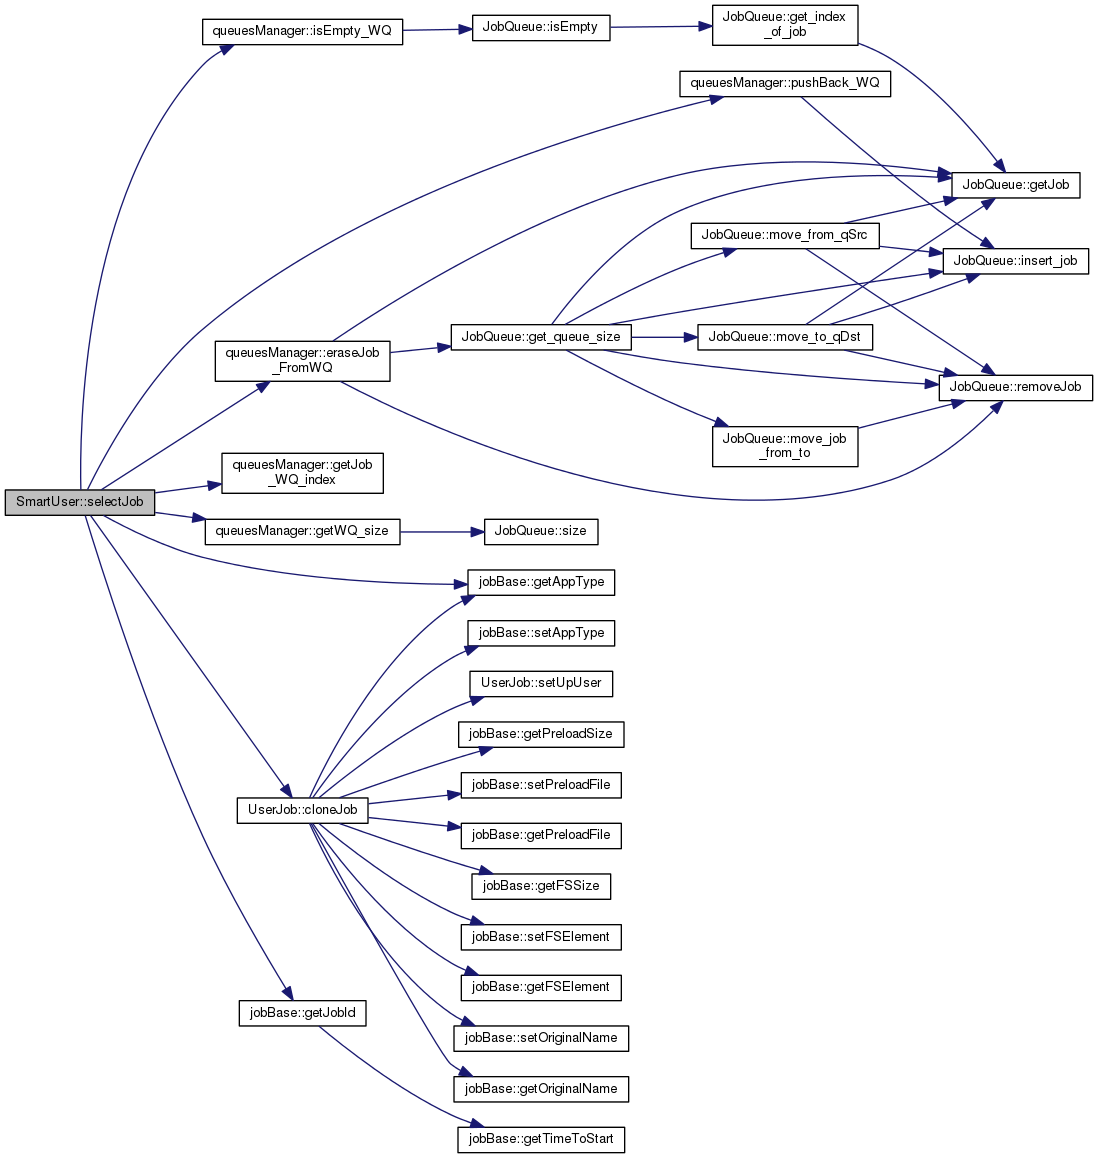 queuesManager::isEmpty_WQ
JobQueue::isEmpty
JobQueue::get_index
_of_job
queuesManager::pushBack_WQ
JobQueue::getJob
JobQueue::move_from_qSrc
JobQueue::insert_job
JobQueue::get_queue_size
JobQueue::move_to_qDst
queuesManager::eraseJob
_FromWQ
JobQueue::removeJob
JobQueue::move_job
_from_to
queuesManager::getJob
_WQ_index
SmartUser::selectJob
queuesManager::getWQ_size
JobQueue::size
jobBase::getAppType
jobBase::setAppType
UserJob::setUpUser
jobBase::getPreloadSize
jobBase::setPreloadFile
UserJob::cloneJob
jobBase::getPreloadFile
jobBase::getFSSize
jobBase::setFSElement
jobBase::getFSElement
jobBase::getJobId
jobBase::setOriginalName
jobBase::getOriginalName
jobBase::getTimeToStart